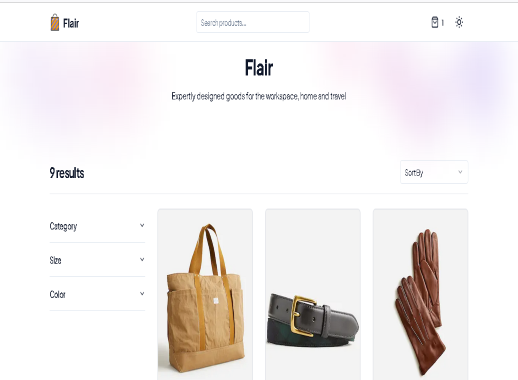 Flair
Search products...
1
Flair
Expertly designed goods for the workspace, home and travel
9 results
Sort By
Category
Size
Color